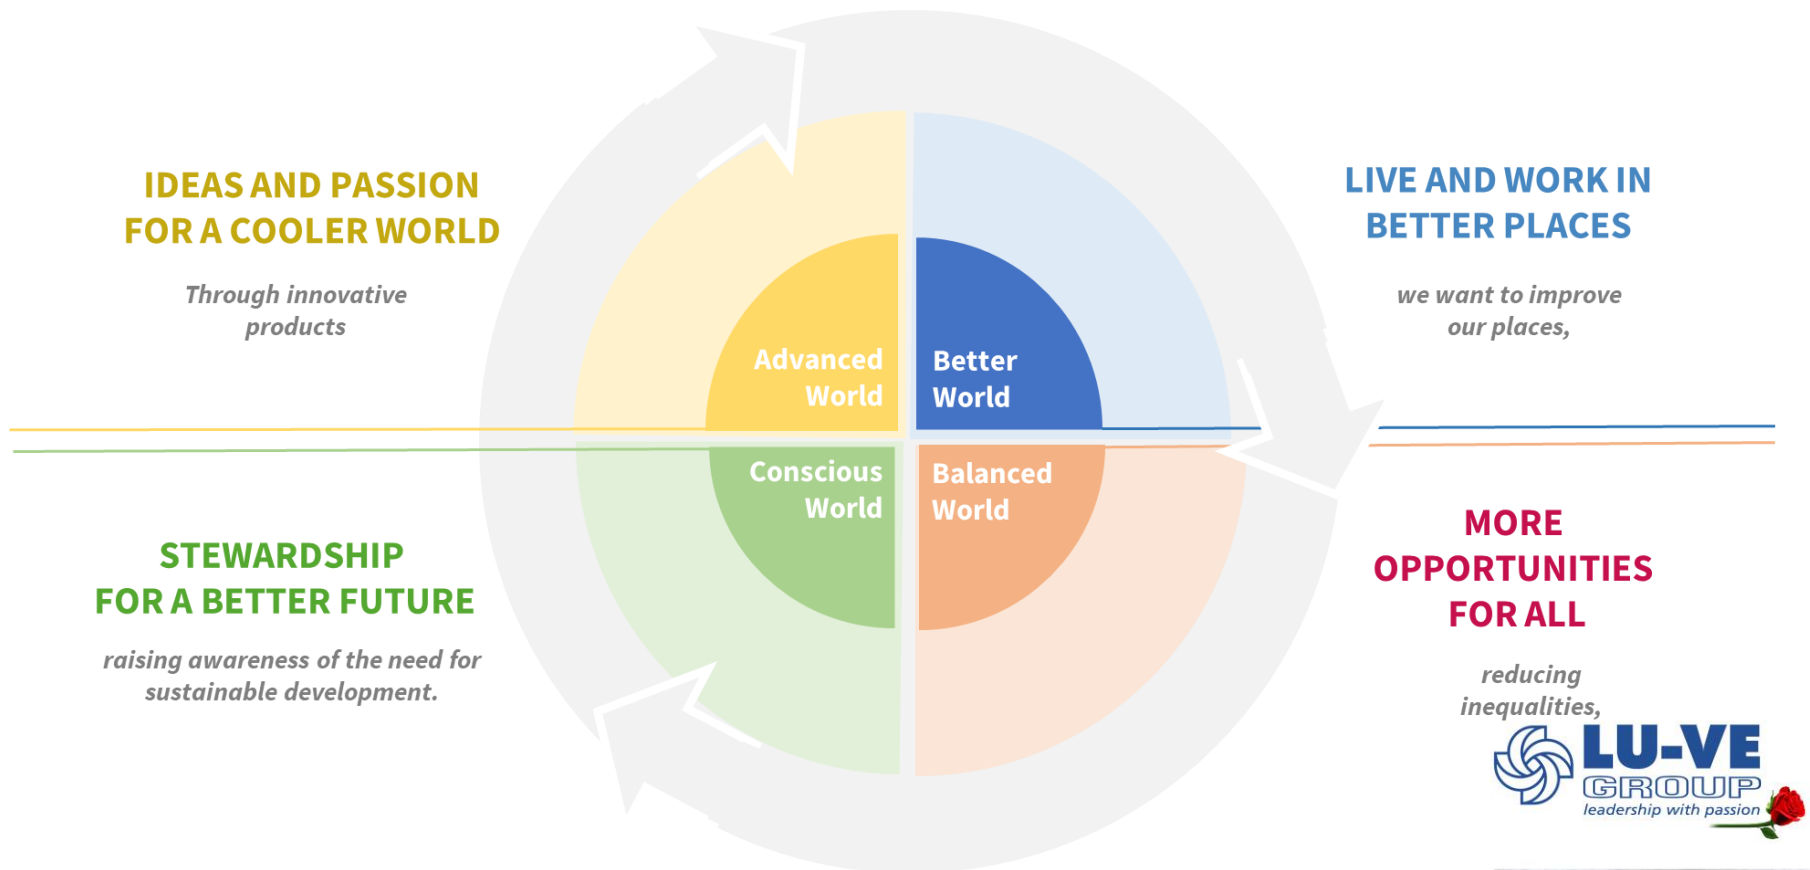 IDEAS AND PASSION
FOR A COOLER WORLD
Through innovative
products
LIVE AND WORK IN
BETTER PLACES
we want to improve
our places,
Advanced
World
Better
World
Conscious
World
Balanced
World
STEWARDSHIP
FOR A BETTER FUTURE
raising awareness of the need for
sustainable development.
MORE
OPPORTUNITIES
FOR ALL
reducing
inequalities,
LU-VE
GROUP
leadership with passion